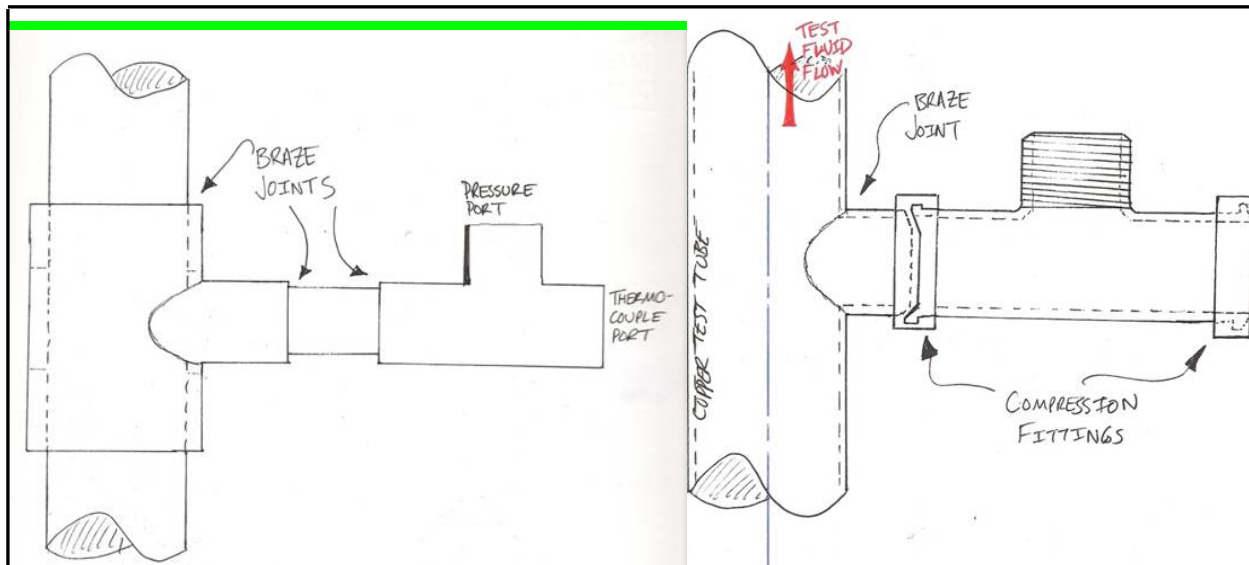 BRAZE
JOINTS
PRESSURE
PORT
THERMO-
COUPLE
PORT
TEST
FLUID
FLOW
BRAZE
JOINT
COPPER TEST TUBE
COMPRESSION
FITTINGS